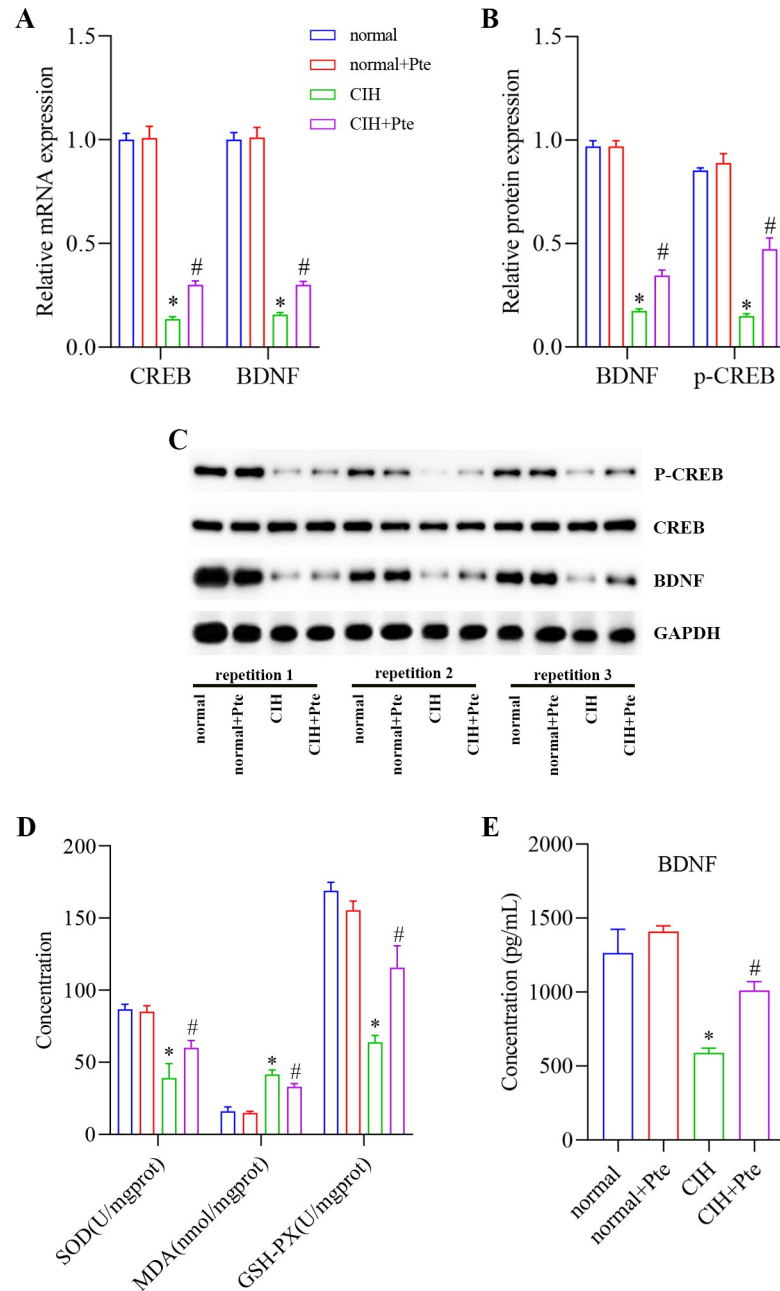 A
Relative mRNA expression
1.5
1.0
0.5
0.0
*
#
*
#
CREB
BDNF
normal
normal+Pte
CIH
CIH+Pte
B
Relative protein expression
1.5
1.0
0.5
0.0
*
#
*
#
BDNF
p-CREB
C
P-CREB
CREB
BDNF
GAPDH
repetition 1
repetition 2
repetition 3
normal
normal+Pte
CIH
CIH+Pte
normal
normal+Pte
CIH
CIH+Pte
normal
normal+Pte
CIH
CIH+Pte
D
Concentration
200
150
100
50
0
*
#
*
#
*
#
SOD(U/mgprot)
MDA(nmol/mgprot)
GSH-PX(U/mgprot)
E
BDNF
Concentration (pg/mL)
2000
1500
1000
500
0
*
#
normal
normal+Pte
CIH
CIH+Pte